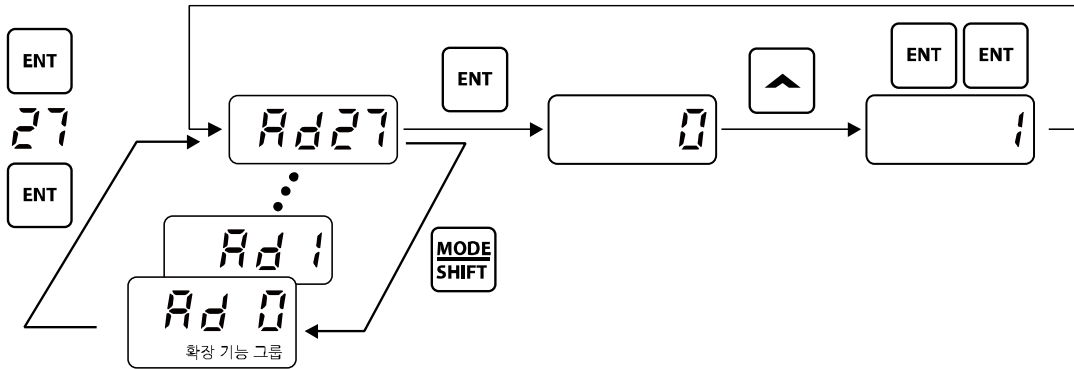 ENT
27
ENT
Ad27
Ad 1
Ad 0
확장 기능 그룹
MODE
SHIFT
ENT
0
ENT ENT
1